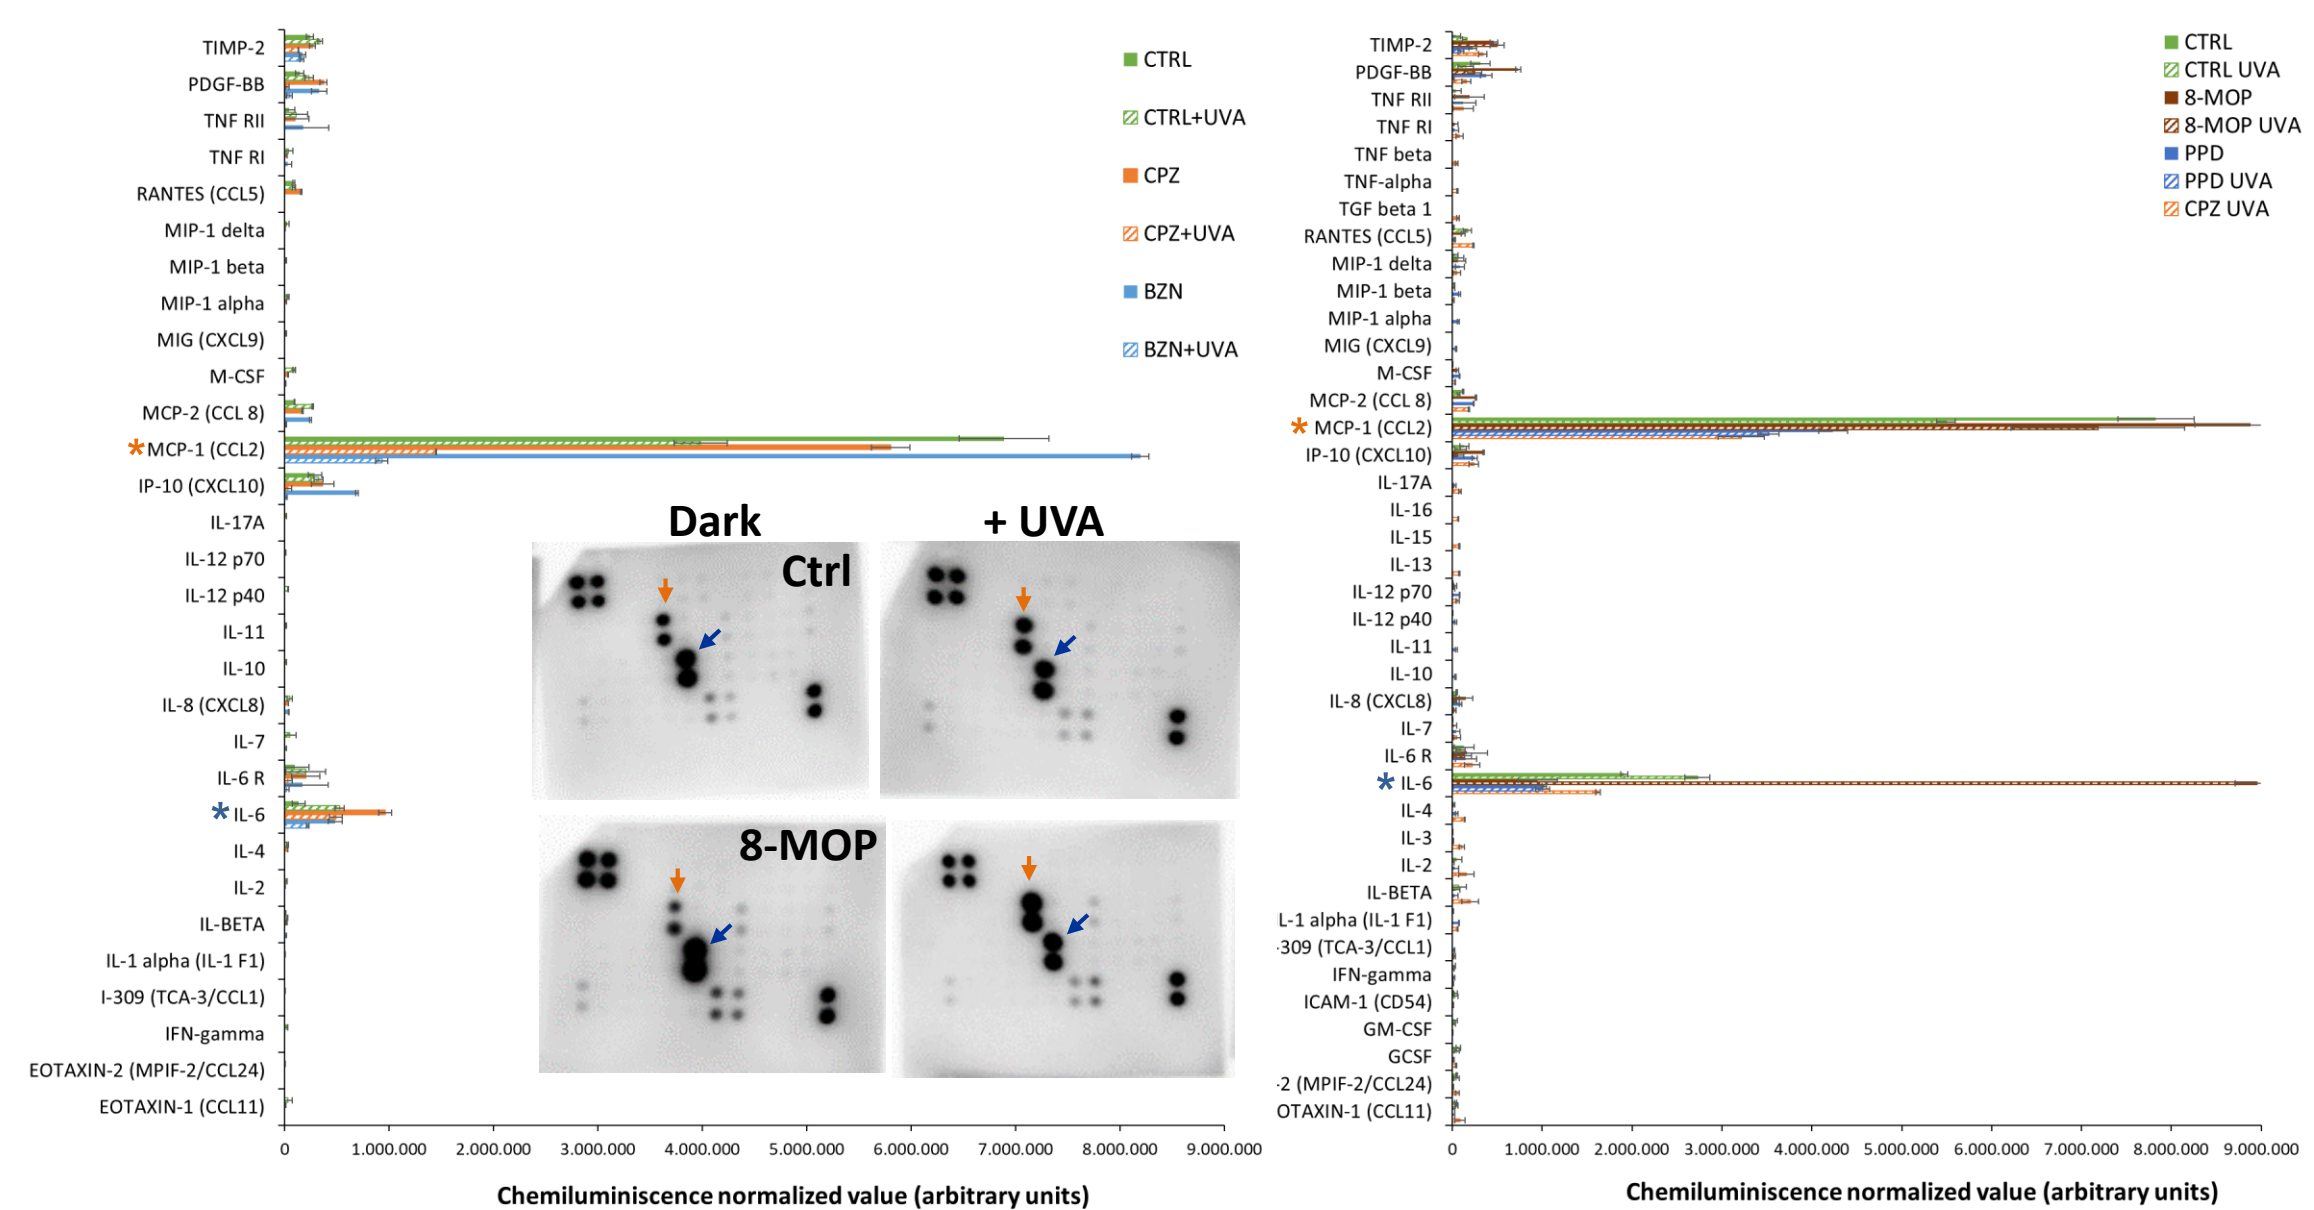 TIMP-2
PDGF-BB
TNF RII
TNF RI
RANTES (CCL5)
MIP-1 delta
MIP-1 beta
MIP-1 alpha
MIG (CXCL9)
M-CSF
MCP-2 (CCL 8)
*MCP-1 (CCL2)
IP-10 (CXCL10)
IL-17A
IL-12 p70
IL-12 p40
IL-11
IL-10
IL-8 (CXCL8)
IL-7
IL-6 R
* IL-6
IL-4
IL-2
IL-BETA
IL-1 alpha (IL-1 F1)
I-309 (TCA-3/CCL1)
IFN-gamma
EOTAXIN-2 (MPIF-2/CCL24)
EOTAXIN-1 (CCL11)
0 1.000.000 2.000.000 3.000.000 4.000.000 5.000.000 6.000.000 7.000.000 8.000.000 9.000.000
Chemiluminiscence normalized value (arbitrary units)
CTRL
CTRL+UVA
CPZ
CPZ+UVA
BZN
BZN+UVA
Dark + UVA
Ctrl
8-MOP
TIMP-2
PDGF-BB
TNF RII
TNF RI
TNF beta
TNF-alpha
TGF beta 1
RANTES (CCL5)
MIP-1 delta
MIP-1 beta
MIP-1 alpha
MIG (CXCL9)
M-CSF
MCP-2 (CCL 8)
* MCP-1 (CCL2)
IP-10 (CXCL10)
IL-17A
IL-16
IL-15
IL-13
IL-12 p70
IL-12 p40
IL-11
IL-10
IL-8 (CXCL8)
IL-7
IL-6 R
* IL-6
IL-4
IL-3
IL-2
IL-BETA
L-1 alpha (IL-1 F1)
-309 (TCA-3/CCL1)
IFN-gamma
ICAM-1 (CD54)
GM-CSF
GCSF
-2 (MPIF-2/CCL24)
OTAXIN-1 (CCL11)
0 1.000.000 2.000.000 3.000.000 4.000.000 5.000.000 6.000.000 7.000.000 8.000.000 9.000.000
Chemiluminiscence normalized value (arbitrary units)
CTRL
CTRL UVA
8-MOP
8-MOP UVA
PPD
PPD UVA
CPZ UVA